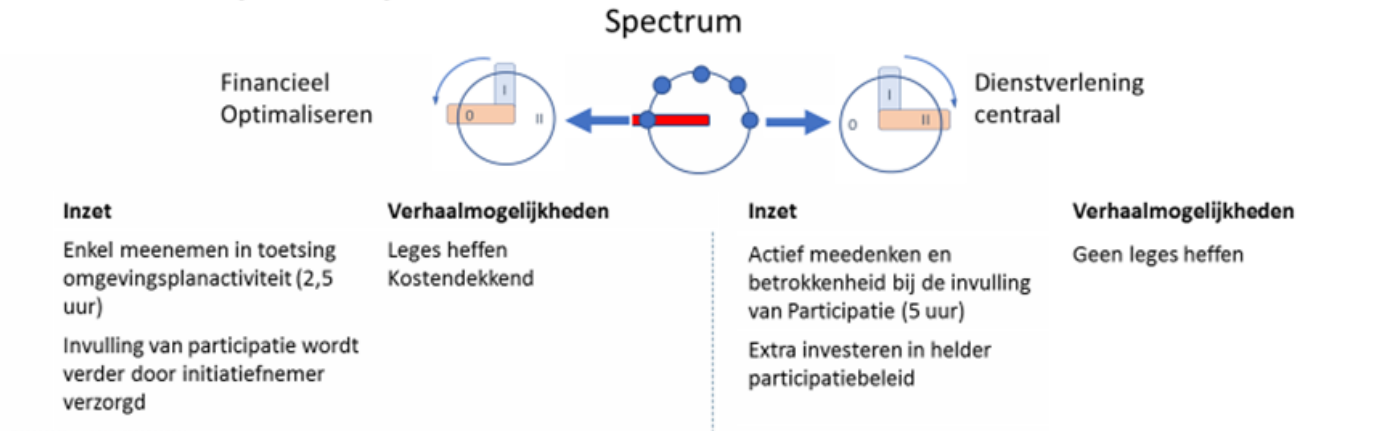 Spectrum
Financieel
Optimaliseren
I
0
II
I
0
II
Dienstverlening
centraal
Inzet
Enkel meenemen in toetsing
omgevingsplanactiviteit (2,5
uur)
Invulling van participatie wordt
verder door initiatiefnemer
verzorgd
Verhaalmogelijkheden
Leges heffen
Kostendekkend
Inzet
Actief meedenken en
betrokkenheid bij de invulling
van Participatie (5 uur)
Extra investeren in helder
participatiebeleid
Verhaalmogelijkheden
Geen leges heffen